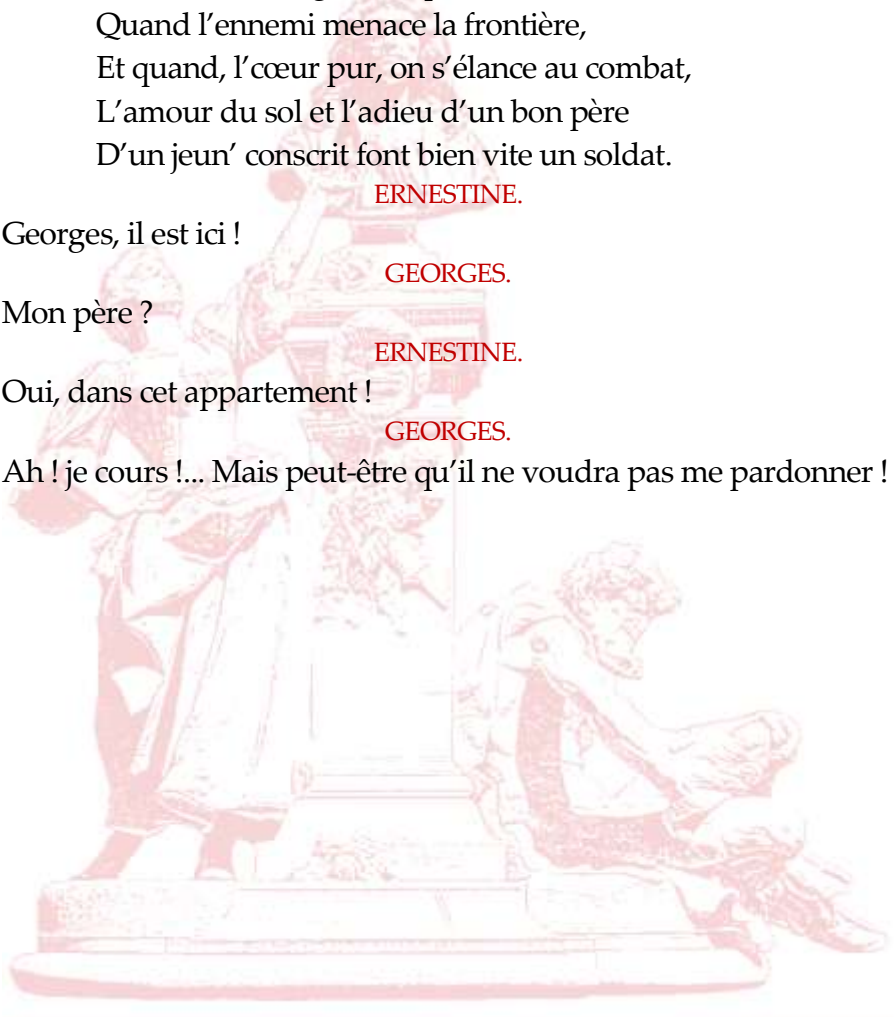 Quand l’ennemi menace la frontière,
Et quand, l’cœur pur, on s’élance au combat,
L’amour du sol et l’adieu d’un bon père
D’un jeun’ conscrit font bien vite un soldat.
ERNESTINE.
Georges, il est ici !
GEORGES.
Mon père ?
ERNESTINE.
Oui, dans cet appartement !
GEORGES.
Ah ! je cours !... Mais peut-être qu’il ne voudra pas me pardonner !